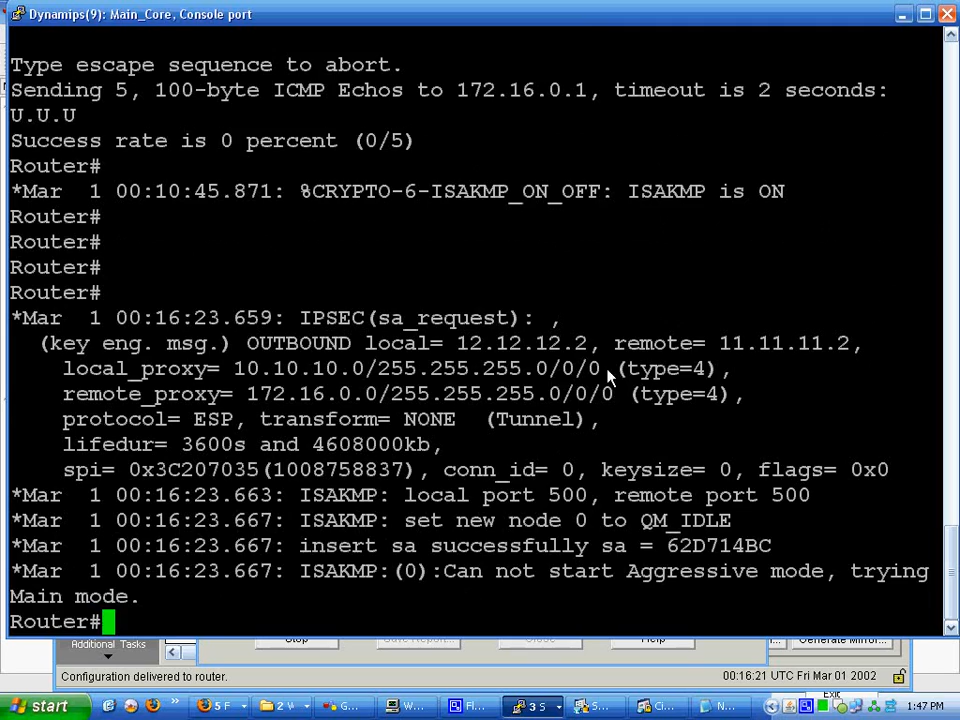 Dynamips(9): Main_Core, Console port
Type escape sequence to abort.
Sending 5, 100-byte ICMP Echos to 172.16.0.1, timeout is 2 seconds:
U.U.U
Success rate is 0 percent (0/5)
Router#
*Mar  1 00:10:45.871: %CRYPTO-6-ISAKMP_ON_OFF: ISAKMP is ON
Router#
Router#
Router#
Router#
*Mar  1 00:16:23.659: IPSEC(sa_request): ,
(key eng. msg.) OUTBOUND local= 12.12.12.2, remote= 11.11.11.2,
local_proxy= 10.10.10.0/255.255.255.0/0/0 (type=4),
remote_proxy= 172.16.0.0/255.255.255.0/0/0 (type=4),
protocol= ESP, transform= NONE  (Tunnel),
lifedur= 3600s and 4608000kb,
spi= 0x3C207035(1008758837), conn_id= 0, keysize= 0, flags= 0x0
*Mar  1 00:16:23.663: ISAKMP: local port 500, remote port 500
*Mar  1 00:16:23.667: ISAKMP: set new node 0 to QM_IDLE
*Mar  1 00:16:23.667: insert sa successfully sa = 62D714BC
*Mar  1 00:16:23.667: ISAKMP:(0):Can not start Aggressive mode, trying
Main mode.
Router#
Additional Tasks
Configuration delivered to router. 00:16:21 UTC Fri Mar 01 2002
start 5 F 2 G... W... Fl... 3 S S... Cl... N... 1:47 PM